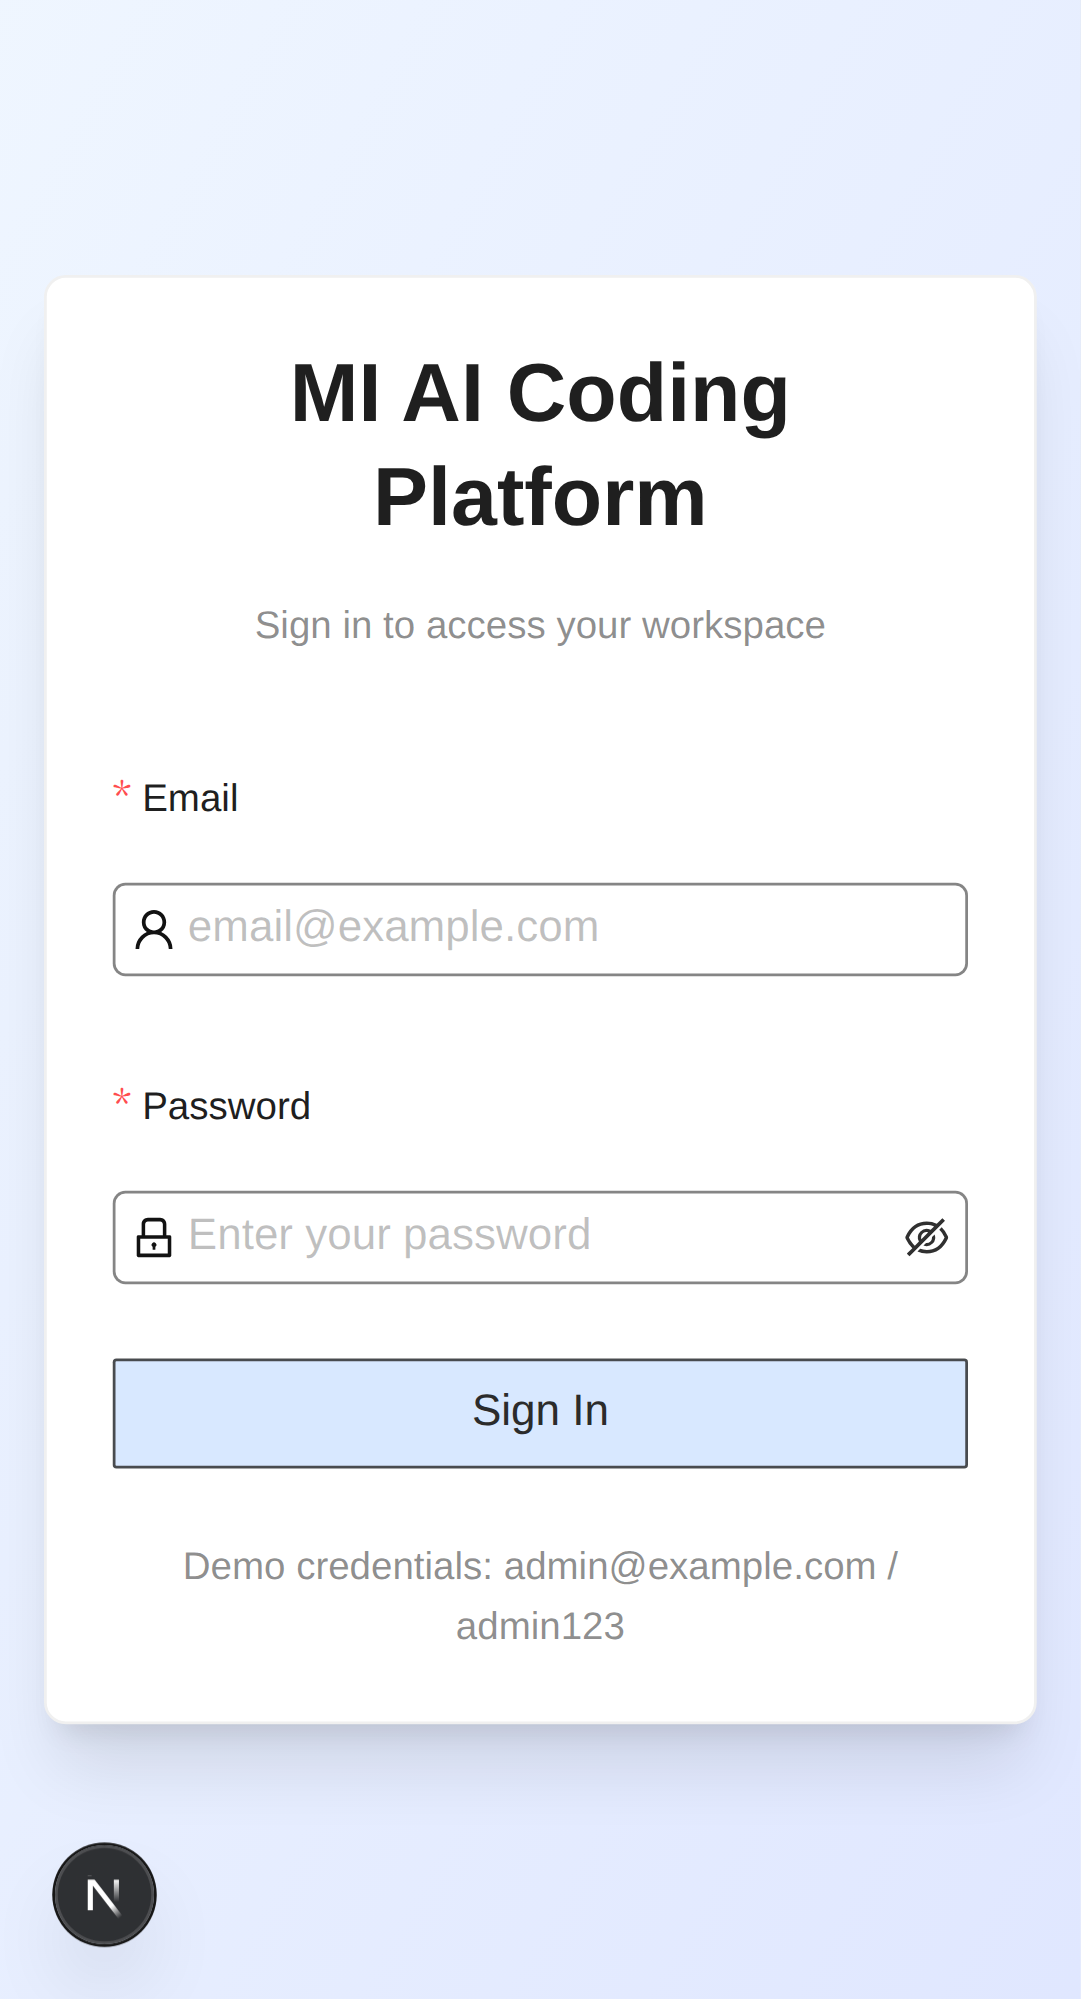 MI AI Coding
Platform
Sign in to access your workspace
* Email
email@example.com
* Password
Enter your password
Sign In
Demo credentials: admin@example.com /
admin123
N